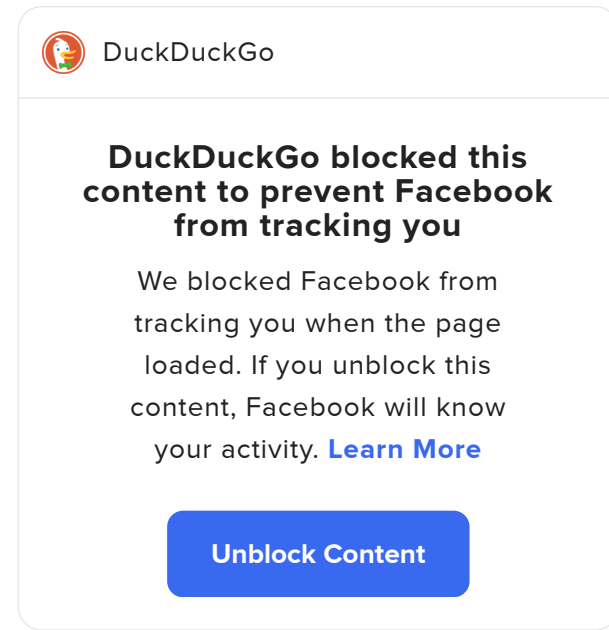 DuckDuckGo
DuckDuckGo blocked this
content to prevent Facebook
from tracking you
We blocked Facebook from
tracking you when the page
loaded. If you unblock this
content, Facebook will know
your activity. Learn More
Unblock Content